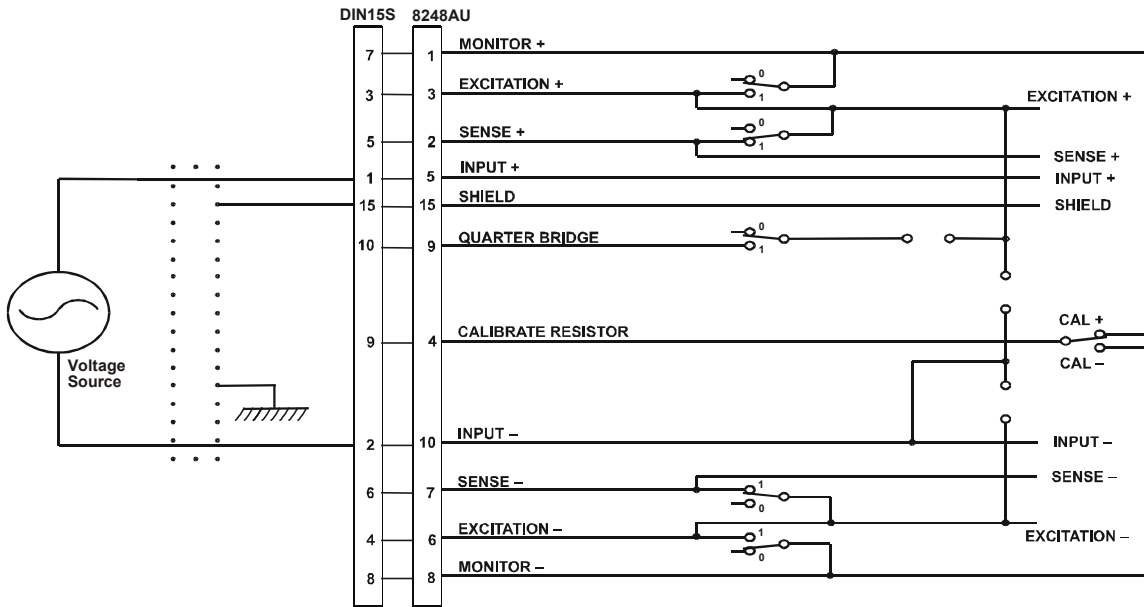 DIN15S 8248AU
7 1 MONITOR +
0
1
3 3 EXCITATION +
EXCITATION +
0
1
5 2 SENSE +
SENSE +
1 5 INPUT +
INPUT +
15 15 SHIELD
SHIELD
0
1
10 9 QUARTER BRIDGE
CAL +
9 4 CALIBRATE RESISTOR
CAL –
Voltage
Source
2 10 INPUT –
INPUT –
6 7 SENSE –
SENSE –
1
0
4 6 EXCITATION –
EXCITATION –
1
0
8 8 MONITOR –